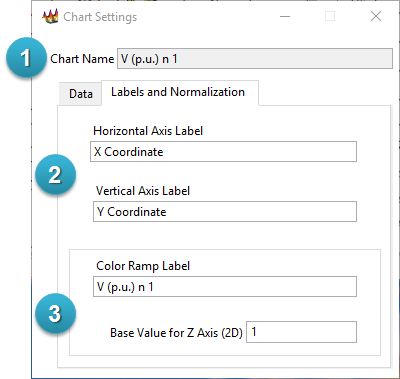 Chart Settings
1
Chart Name V (p.u.) n 1
Data Labels and Normalization
Horizontal Axis Label
X Coordinate
2
Vertical Axis Label
Y Coordinate
Color Ramp Label
V (p.u.) n 1
3
Base Value for Z Axis (2D) 1